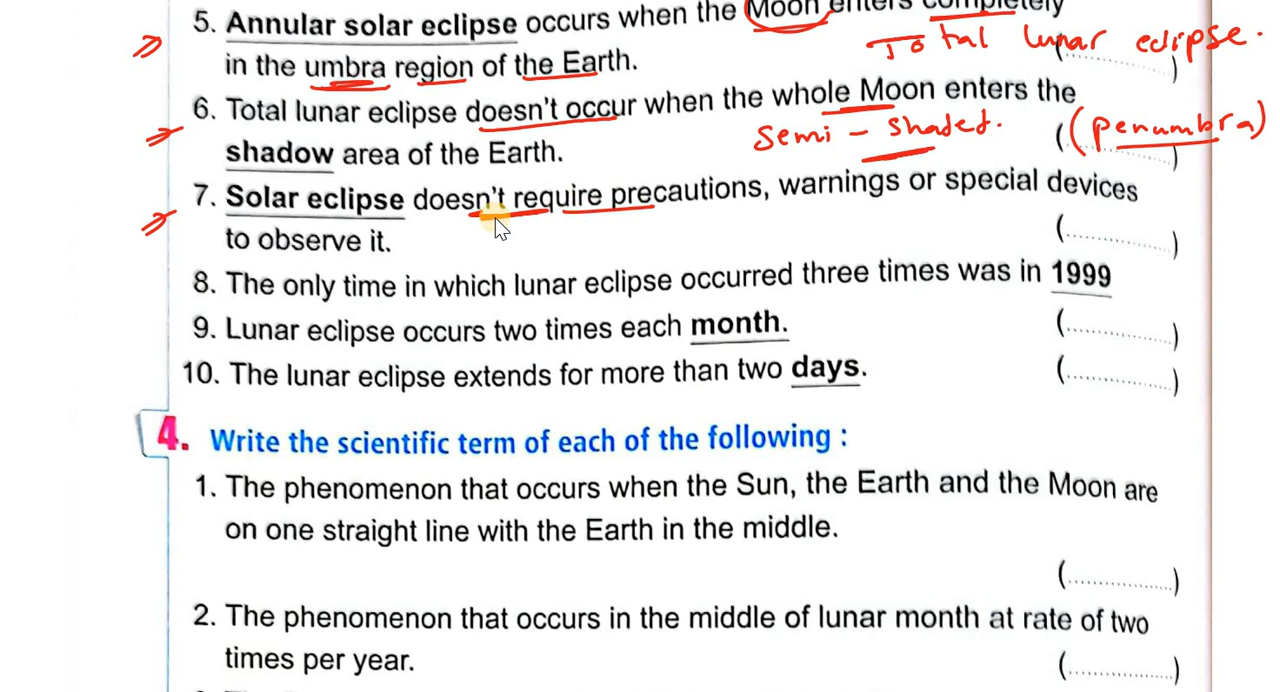 5. Annular solar eclipse occurs when the Moon enters completely
in the umbra region of the Earth.
Total lunar eclipse.
(....................)
6. Total lunar eclipse doesn't occur when the whole Moon enters the
shadow area of the Earth.
semi - shaded.
(penumbra)
(....................)
7. Solar eclipse doesn't require precautions, warnings or special devices
to observe it.
(....................)
8. The only time in which lunar eclipse occurred three times was in 1999
(....................)
9. Lunar eclipse occurs two times each month.
10. The lunar eclipse extends for more than two days.
(....................)
4. Write the scientific term of each of the following :
1. The phenomenon that occurs when the Sun, the Earth and the Moon are
on one straight line with the Earth in the middle.
(....................)
2. The phenomenon that occurs in the middle of lunar month at rate of two
times per year.
(....................)